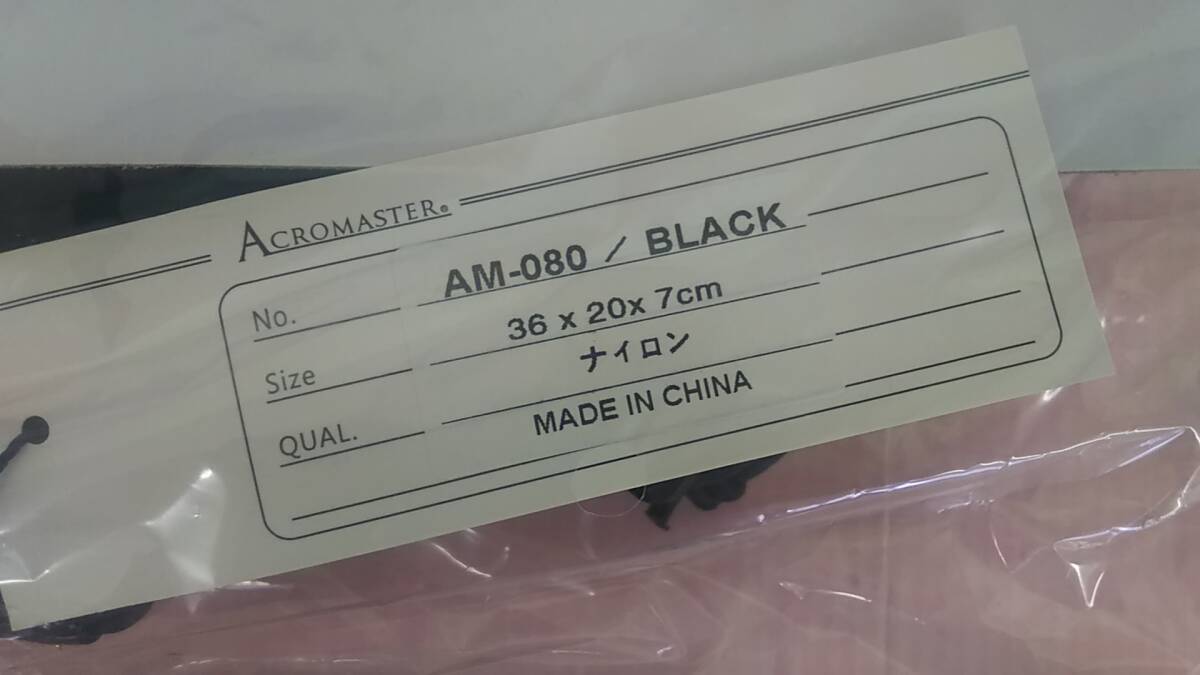 ACROMASTER®
No. AM-080 / BLACK
Size 36 x 20x 7cm
QUAL. ナイロン
MADE IN CHINA